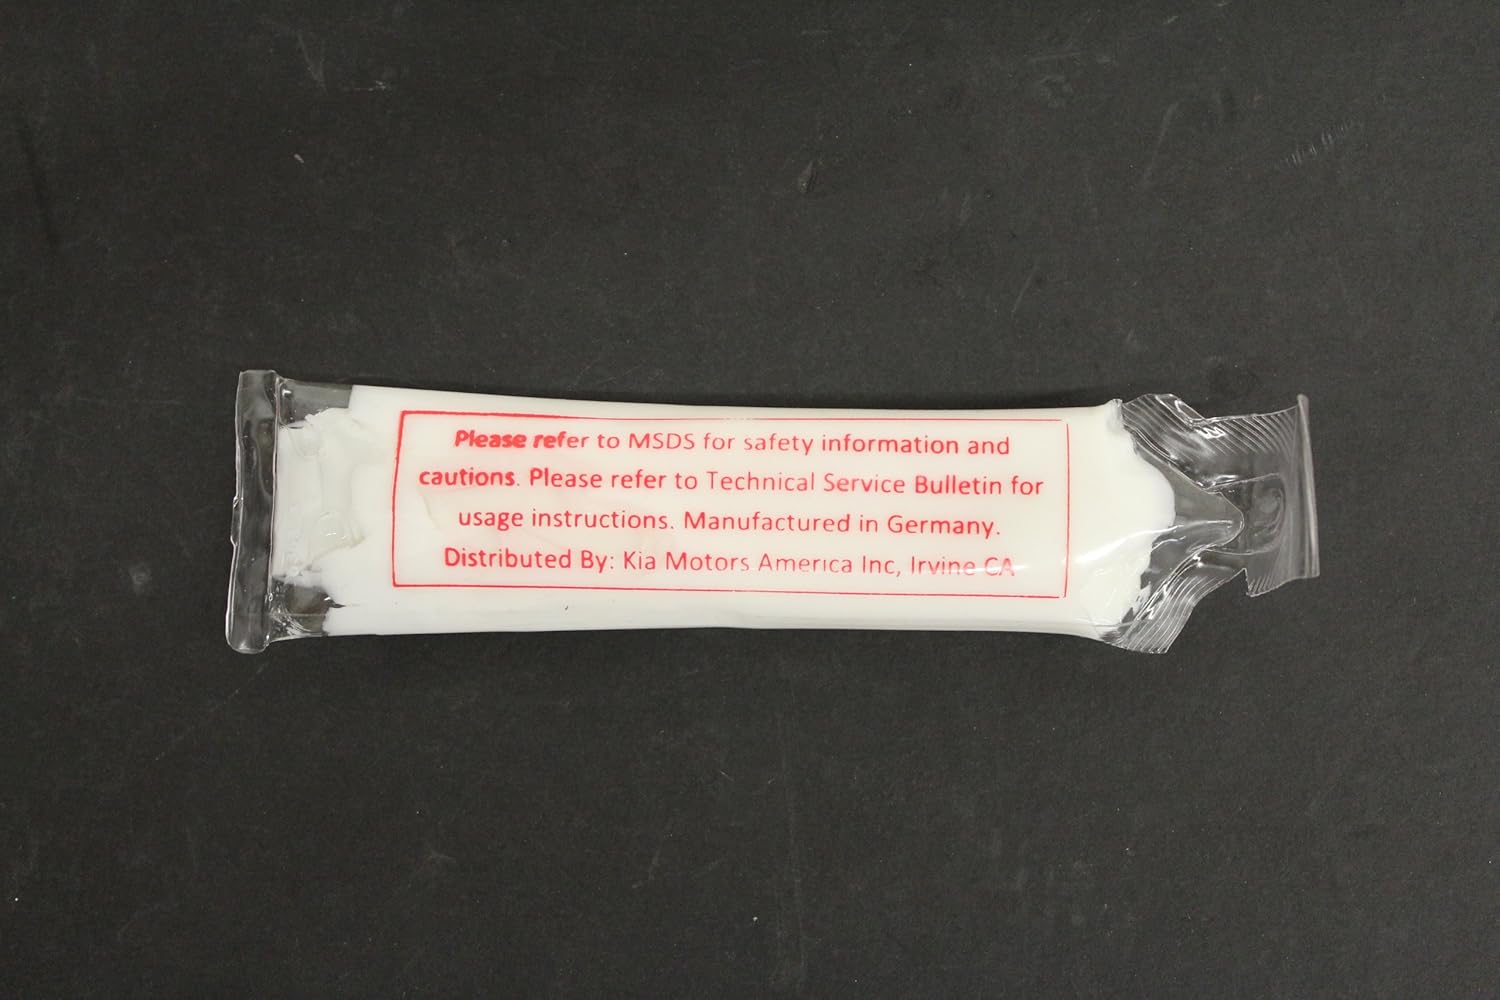 Please refer to MSDS for safety information and
cautions. Please refer to Technical Service Bulletin for
usage instructions. Manufactured in Germany.
Distributed By: Kia Motors America Inc, Irvine CA